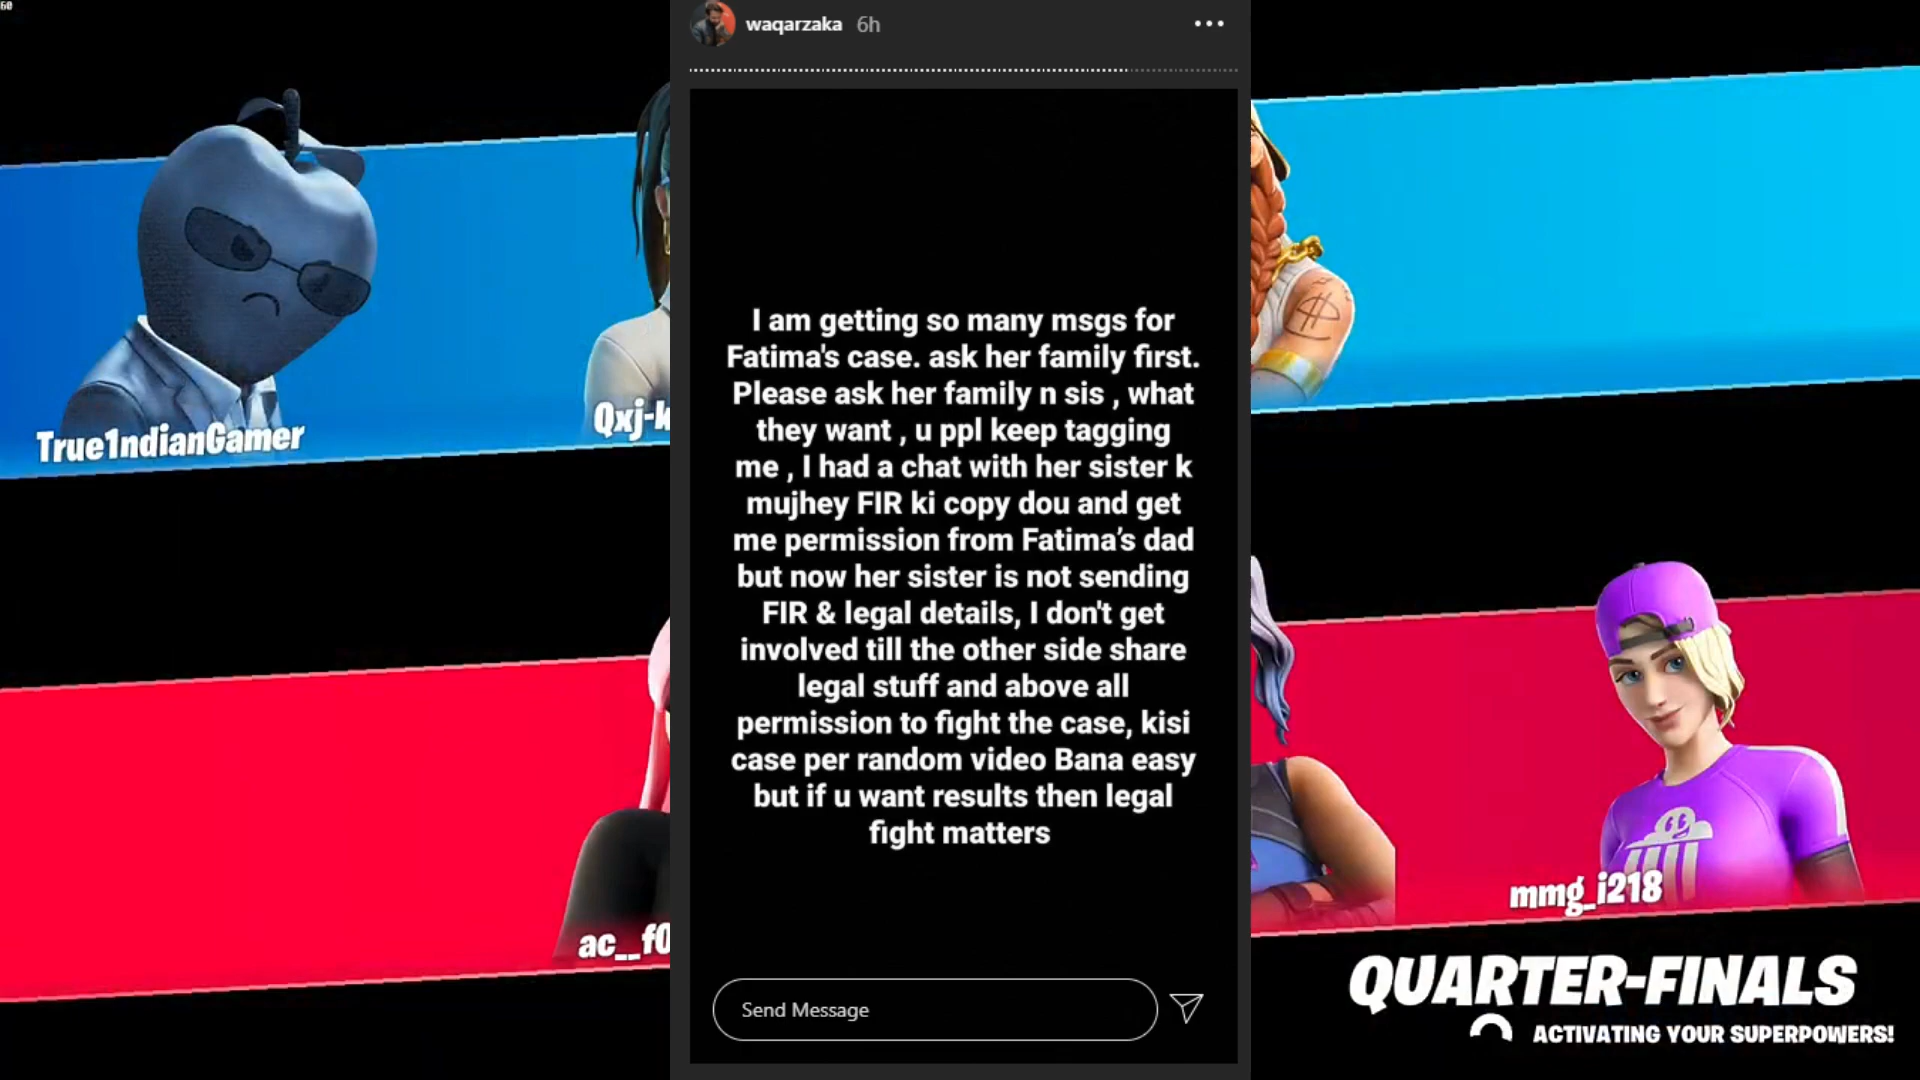 60
waqarzaka 6h
I am getting so many msgs for
Fatima's case. ask her family first.
Please ask her family n sis , what
they want , u ppl keep tagging
me , I had a chat with her sister k
mujhey FIR ki copy dou and get
me permission from Fatima’s dad
but now her sister is not sending
FIR & legal details, I don't get
involved till the other side share
legal stuff and above all
permission to fight the case, kisi
case per random video Bana easy
but if u want results then legal
fight matters
Send Message
True1ndianGamer
Qxj-k
ac__f0
mmg_i218
QUARTER-FINALS
ACTIVATING YOUR SUPERPOWERS!